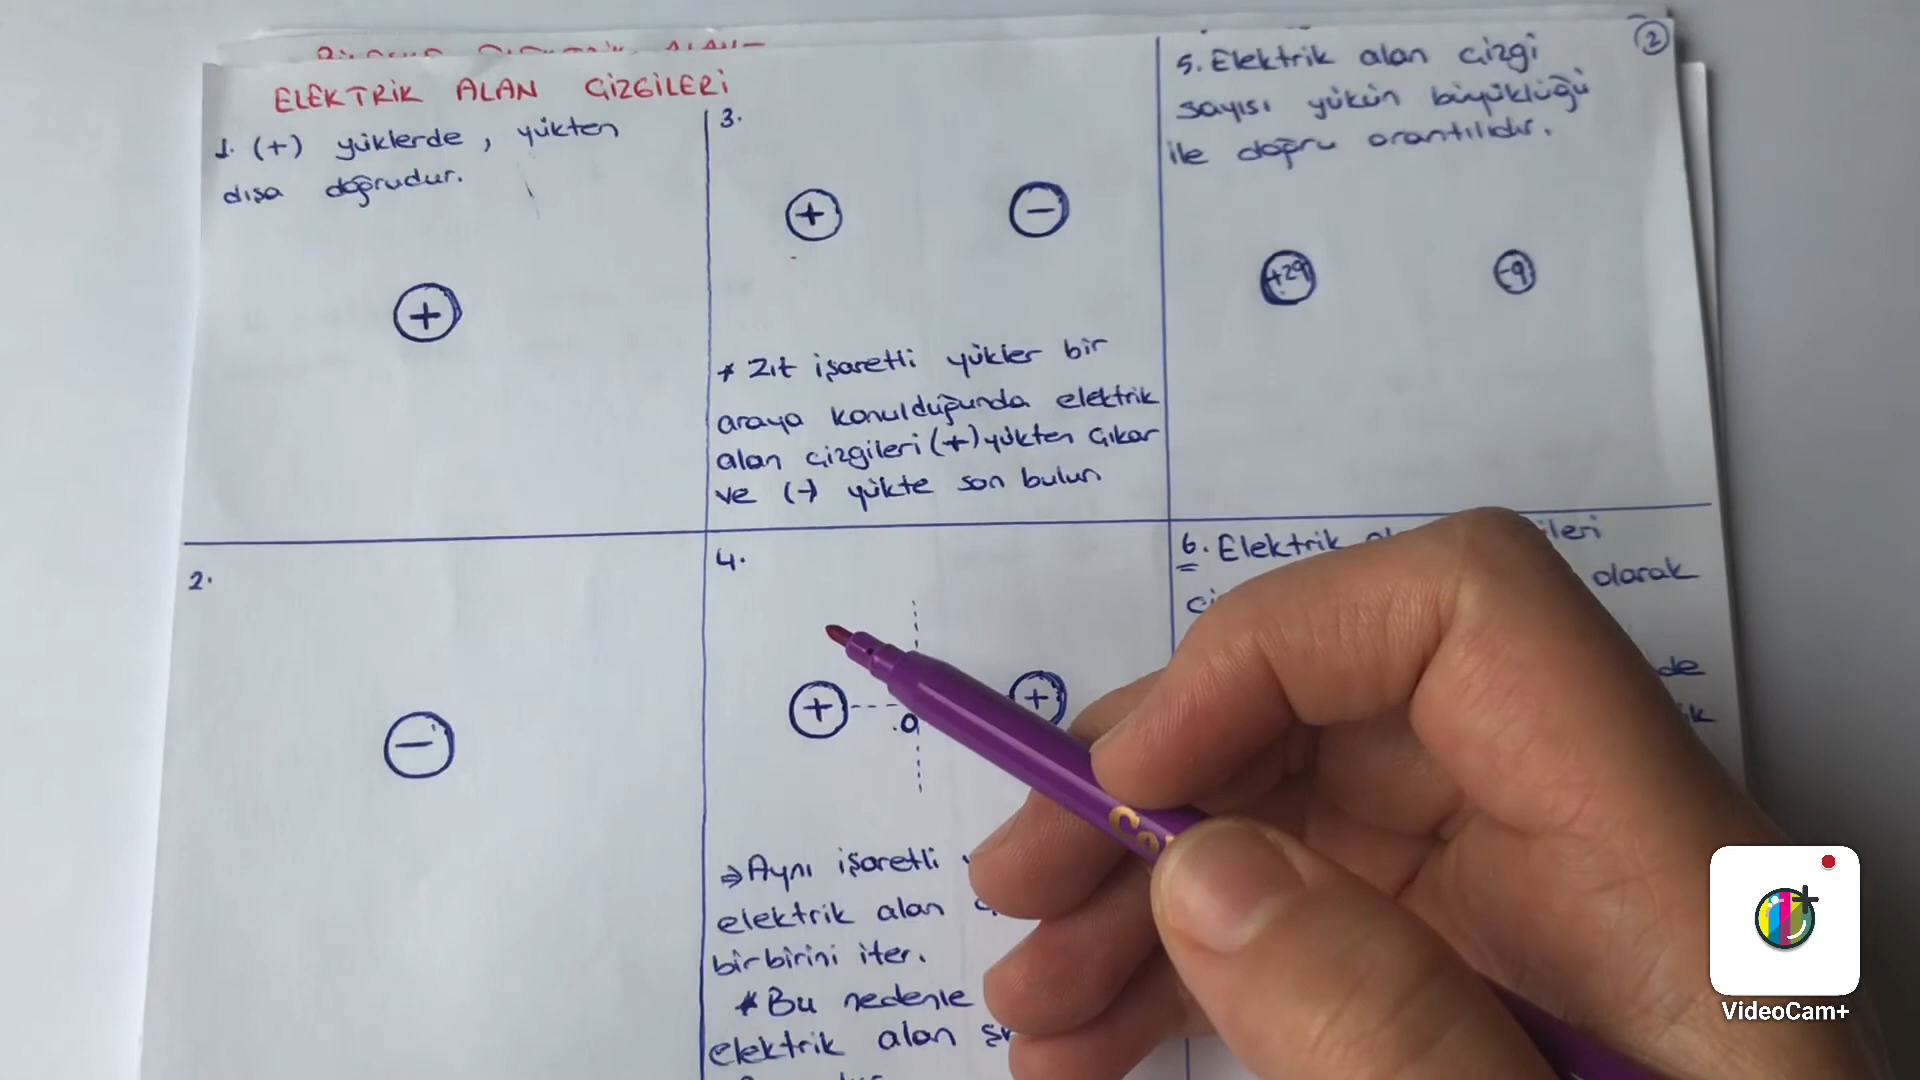 ELEKTRİK ALAN ÇİZGİLERİ
1. (+) yüklerde, yükten
dışa doğrudur.
+
2.
−
3.
+ −
* Zıt işaretli yükler bir
araya konulduğunda elektrik
alan çizgileri (+) yükten çıkar
ve (-) yükte son bulur
4.
+ +
O
⇒ Aynı işaretli
elektrik alan
birbirini iter.
* Bu nedenle
elektrik alan
2
5. Elektrik alan çizgi
sayısı yükün büyüklüğü
ile doğru orantılıdır.
+2q -q
6. Elektrik
olarak
VideoCam+